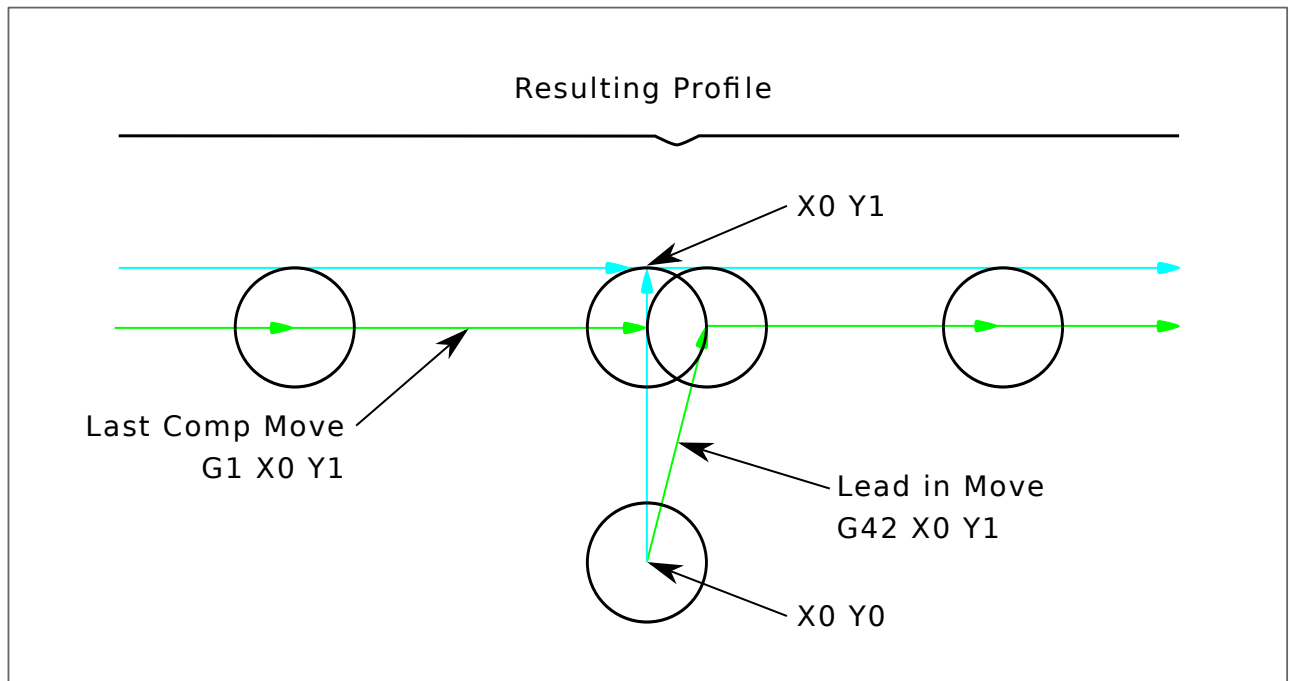 Resulting Profile
X0 Y1
Last Comp Move
G1 X0 Y1
Lead in Move
G42 X0 Y1
X0 Y0